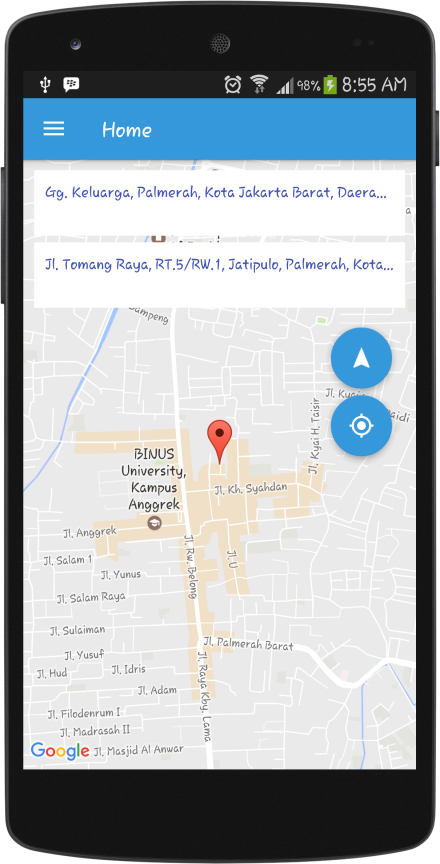 98% 8:55 AM
Home
Gg. Keluarga, Palmerah, Kota Jakarta Barat, Daera...
a
Jl. Tomang Raya, RT.5/RW.1, Jatipulo, Palmerah, Kota...
Jl. Kyai H. Taisir
BINUS
University,
Kampus
Anggrek
Jl. Kh. Syahdan
Jl. Anggrek
Jl. U
Jl. Salam 1
Jl. Yunus
Jl. Rw. Belong
Jl. Salam Raya
Jl. Sulaiman
Jl. Palmerah Barat
Jl. Yusuf
Jl. Hud
Jl. Idris
Jl. Raya Kby. Lama
Jl. Adam
Jl. Filodenrum I
Jl. Madrasah II
Google
Jl. Masjid Al Anwar